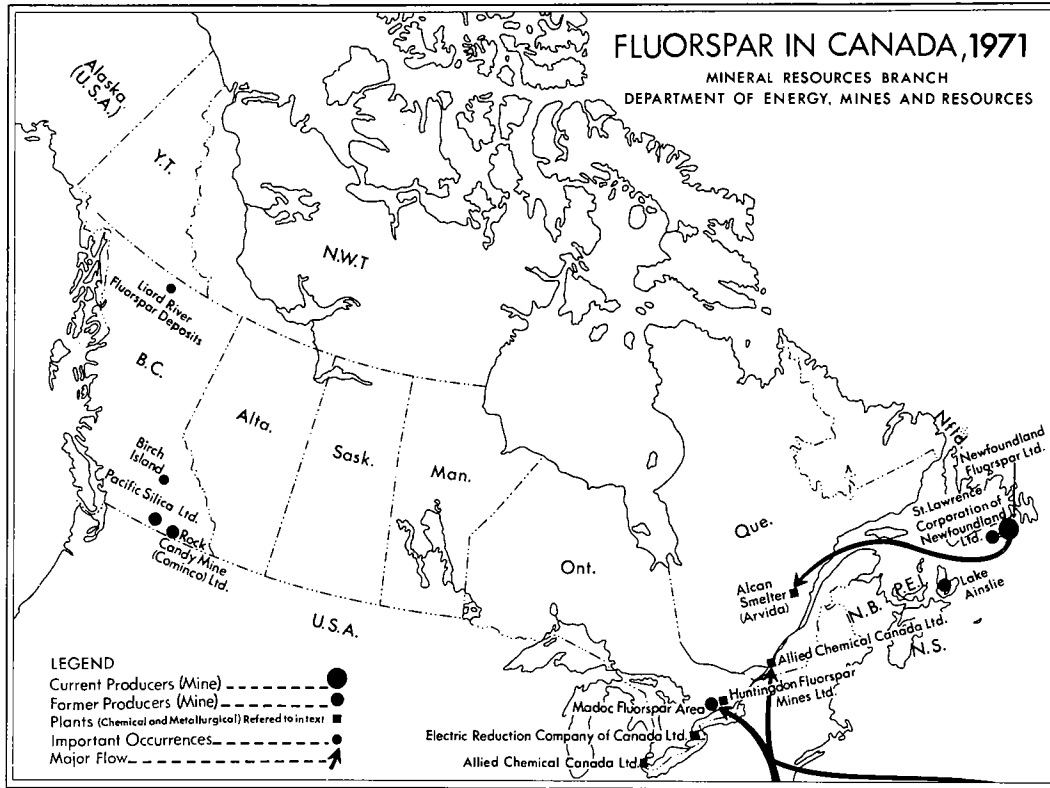 FLUORSPAR IN CANADA, 1971
MINERAL RESOURCES BRANCH
DEPARTMENT OF ENERGY, MINES AND RESOURCES
Alaska
(U.S.A.)
Y.T.
N.W.T
Liard River
Fluorspar Deposits
B.C.
Alta.
Sask.
Man.
Birch
Island
Pacific Silica Ltd.
Rock
Candy Mine
(Cominco) Ltd.
U.S.A.
Ont.
Que.
Nfld.
Newfoundland
Fluorspar Ltd.
St. Lawrence
Corporation of
Newfoundland
Ltd.
Alcan
Smelter
(Arvida)
P.E.I.
Lake
Ainslie
N.B.
N.S.
Allied Chemical Canada Ltd.
Huntingdon Fluorspar
Mines Ltd.
Madoc Fluorspar Area
Electric Reduction Company of Canada Ltd.
Allied Chemical Canada Ltd.
LEGEND
Current Producers (Mine)
Former Producers (Mine)
Plants (Chemical and Metallurgical) Refered to in text
Important Occurrences
Major Flow